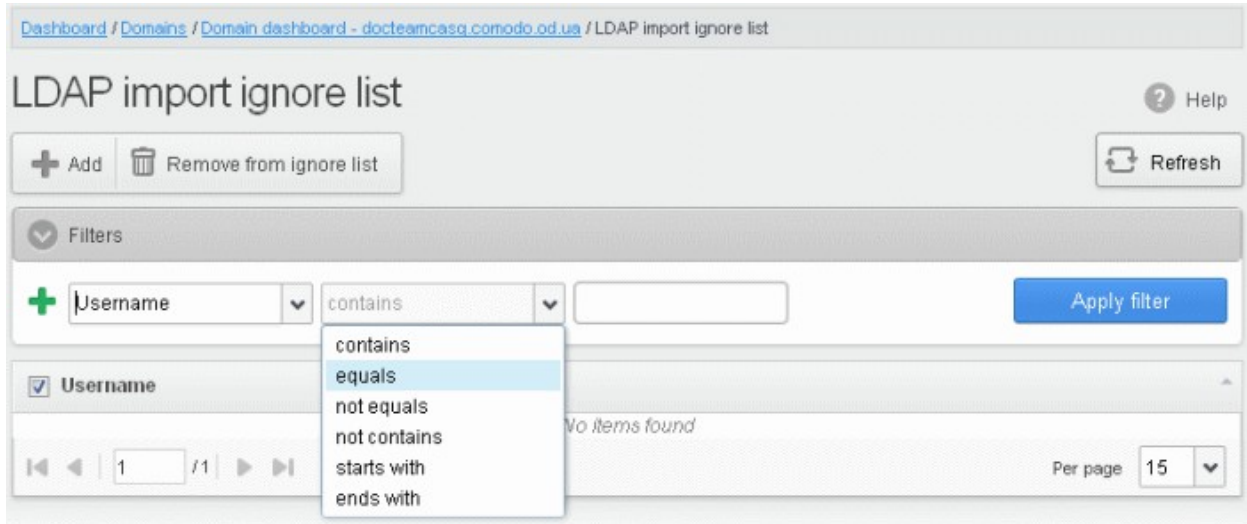 Dashboard / Domains / Domain dashboard - docteamcasg.comodo.od.ua / LDAP import ignore list
LDAP import ignore list
Help
Add
Remove from ignore list
Refresh
Filters
Username
contains
Apply filter
contains
equals
not equals
not contains
starts with
ends with
Username
No items found
1 /1
Per page 15